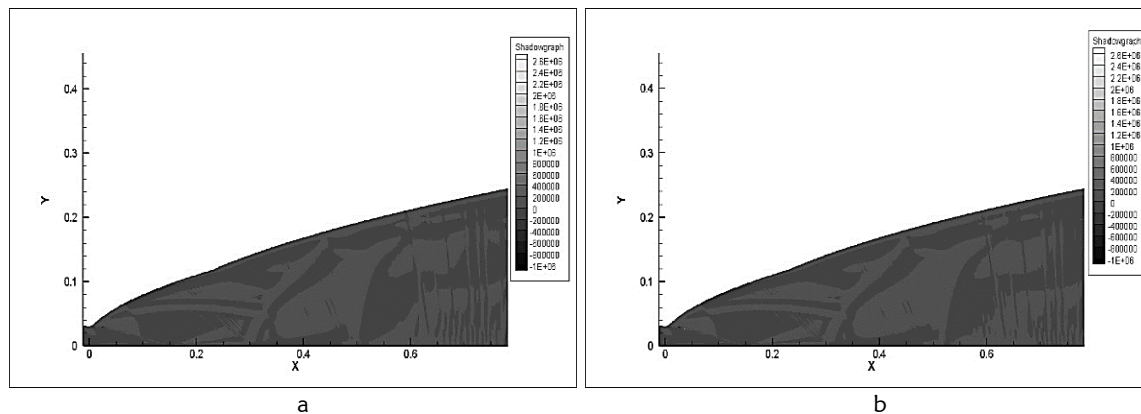 Shadowgraph
2.6E+06
2.4E+06
2.2E+06
2E+06
1.8E+06
1.6E+06
1.4E+06
1.2E+06
1E+06
800000
600000
400000
200000
0
-200000
-400000
-600000
-800000
-1E+06
Y
0.4
0.3
0.2
0.1
0
0
0.2
0.4
0.6
X
a
Shadowgraph
2.6E+06
2.4E+06
2.2E+06
2E+06
1.8E+06
1.6E+06
1.4E+06
1.2E+06
1E+06
800000
600000
400000
200000
0
-200000
-400000
-600000
-800000
-1E+06
Y
0.4
0.3
0.2
0.1
0
0
0.2
0.4
0.6
X
b